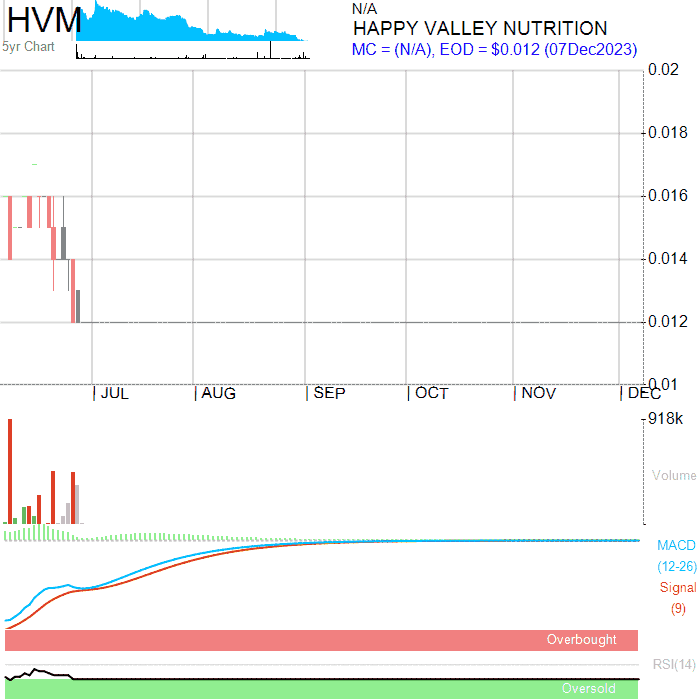 HVM
5yr Chart
N/A
HAPPY VALLEY NUTRITION
MC = (N/A), EOD = $0.012 (07Dec2023)
0.02
0.018
0.016
0.014
0.012
0.01
JUL AUG SEP OCT NOV DEC
918k
Volume
MACD
(12-26)
Signal
(9)
Overbought
RSI(14)
Oversold